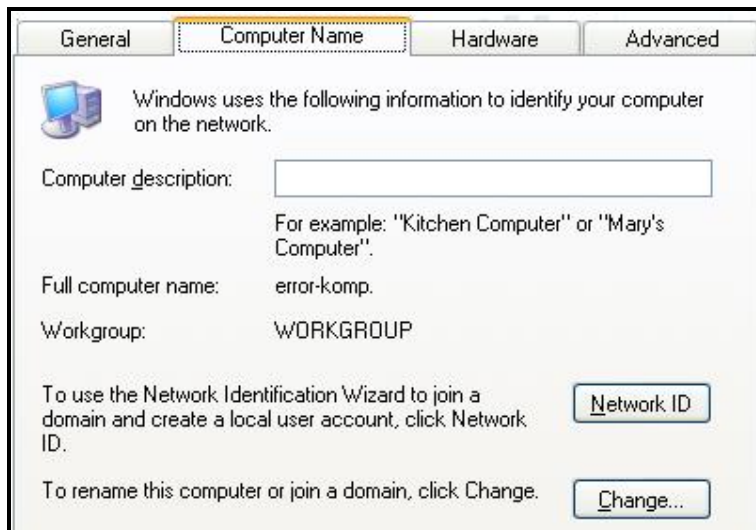 General Computer Name Hardware Advanced
Windows uses the following information to identify your computer
on the network.
Computer description:
For example: "Kitchen Computer" or "Mary's
Computer".
Full computer name: error-komp.
Workgroup: WORKGROUP
To use the Network Identification Wizard to join a
domain and create a local user account, click Network
ID.
Network ID
To rename this computer or join a domain, click Change.
Change...